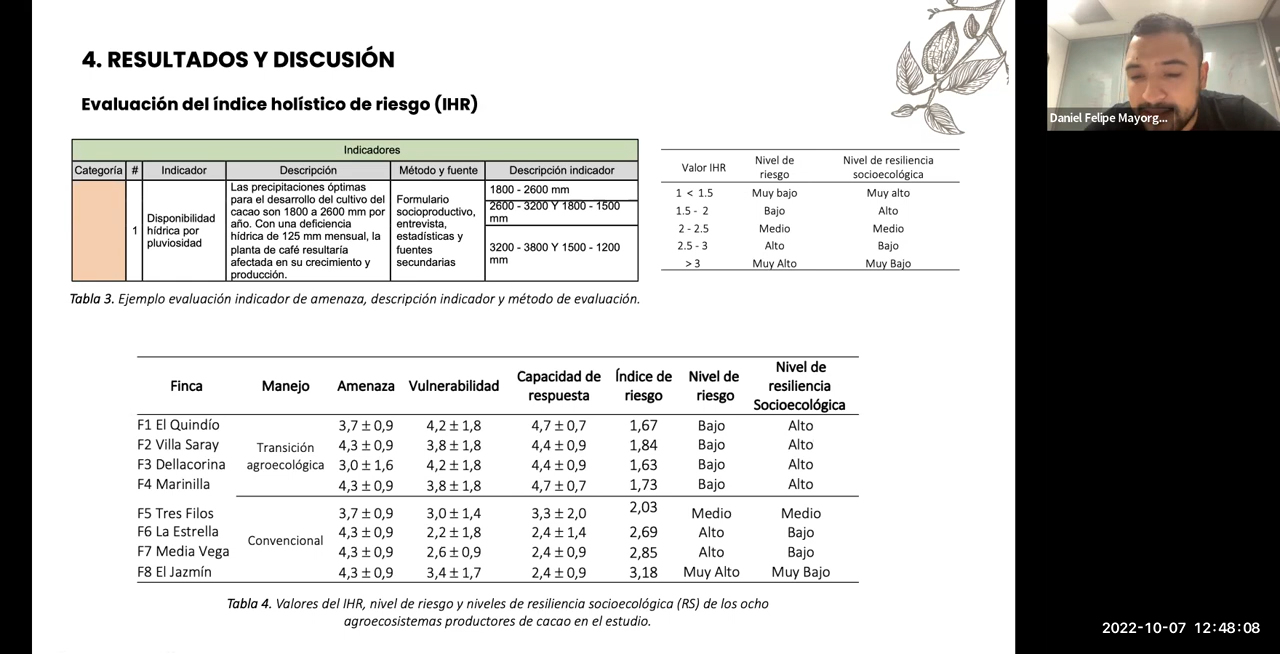 4. RESULTADOS Y DISCUSIÓN
Evaluación del índice holístico de riesgo (IHR)
Indicadores
Categoría # Indicador Descripción Método y fuente Descripción indicador
1
Disponibilidad
hídrica por
pluviosidad
Las precipitaciones óptimas
para el desarrollo del cultivo del
cacao son 1800 a 2600 mm por
año. Con una deficiencia
hídrica de 125 mm mensual, la
planta de café resultaría
afectada en su crecimiento y
producción.
Formulario
socioproductivo,
entrevista,
estadísticas y
fuentes
secundarias
1800 - 2600 mm
2600 - 3200 Y 1800 - 1500
mm
3200 - 3800 Y 1500 - 1200
mm
Tabla 3. Ejemplo evaluación indicador de amenaza, descripción indicador y método de evaluación.
Valor IHR
Nivel de
riesgo
Nivel de resiliencia
socioecológica
1 < 1.5 Muy bajo Muy alto
1.5 - 2 Bajo Alto
2 - 2.5 Medio Medio
2.5 - 3 Alto Bajo
> 3 Muy Alto Muy Bajo
Finca
Manejo
Amenaza
Vulnerabilidad
Capacidad de
respuesta
Índice de
riesgo
Nivel de
riesgo
Nivel de
resiliencia
Socioecológica
F1 El Quindío 3,7 ± 0,9 4,2 ± 1,8 4,7 ± 0,7 1,67 Bajo Alto
F2 Villa Saray 4,3 ± 0,9 3,8 ± 1,8 4,4 ± 0,9 1,84 Bajo Alto
Transición
agroecológica
F3 Dellacorina 3,0 ± 1,6 4,2 ± 1,8 4,4 ± 0,9 1,63 Bajo Alto
F4 Marinilla 4,3 ± 0,9 3,8 ± 1,8 4,7 ± 0,7 1,73 Bajo Alto
F5 Tres Filos 3,7 ± 0,9 3,0 ± 1,4 3,3 ± 2,0 2,03 Medio Medio
F6 La Estrella 4,3 ± 0,9 2,2 ± 1,8 2,4 ± 1,4 2,69 Alto Bajo
Convencional
F7 Media Vega 4,3 ± 0,9 2,6 ± 0,9 2,4 ± 0,9 2,85 Alto Bajo
F8 El Jazmín 4,3 ± 0,9 3,4 ± 1,7 2,4 ± 0,9 3,18 Muy Alto Muy Bajo
Tabla 4. Valores del IHR, nivel de riesgo y niveles de resiliencia socioecológica (RS) de los ocho
agroecosistemas productores de cacao en el estudio.
Daniel Felipe Mayorg...
2022-10-07 12:48:08